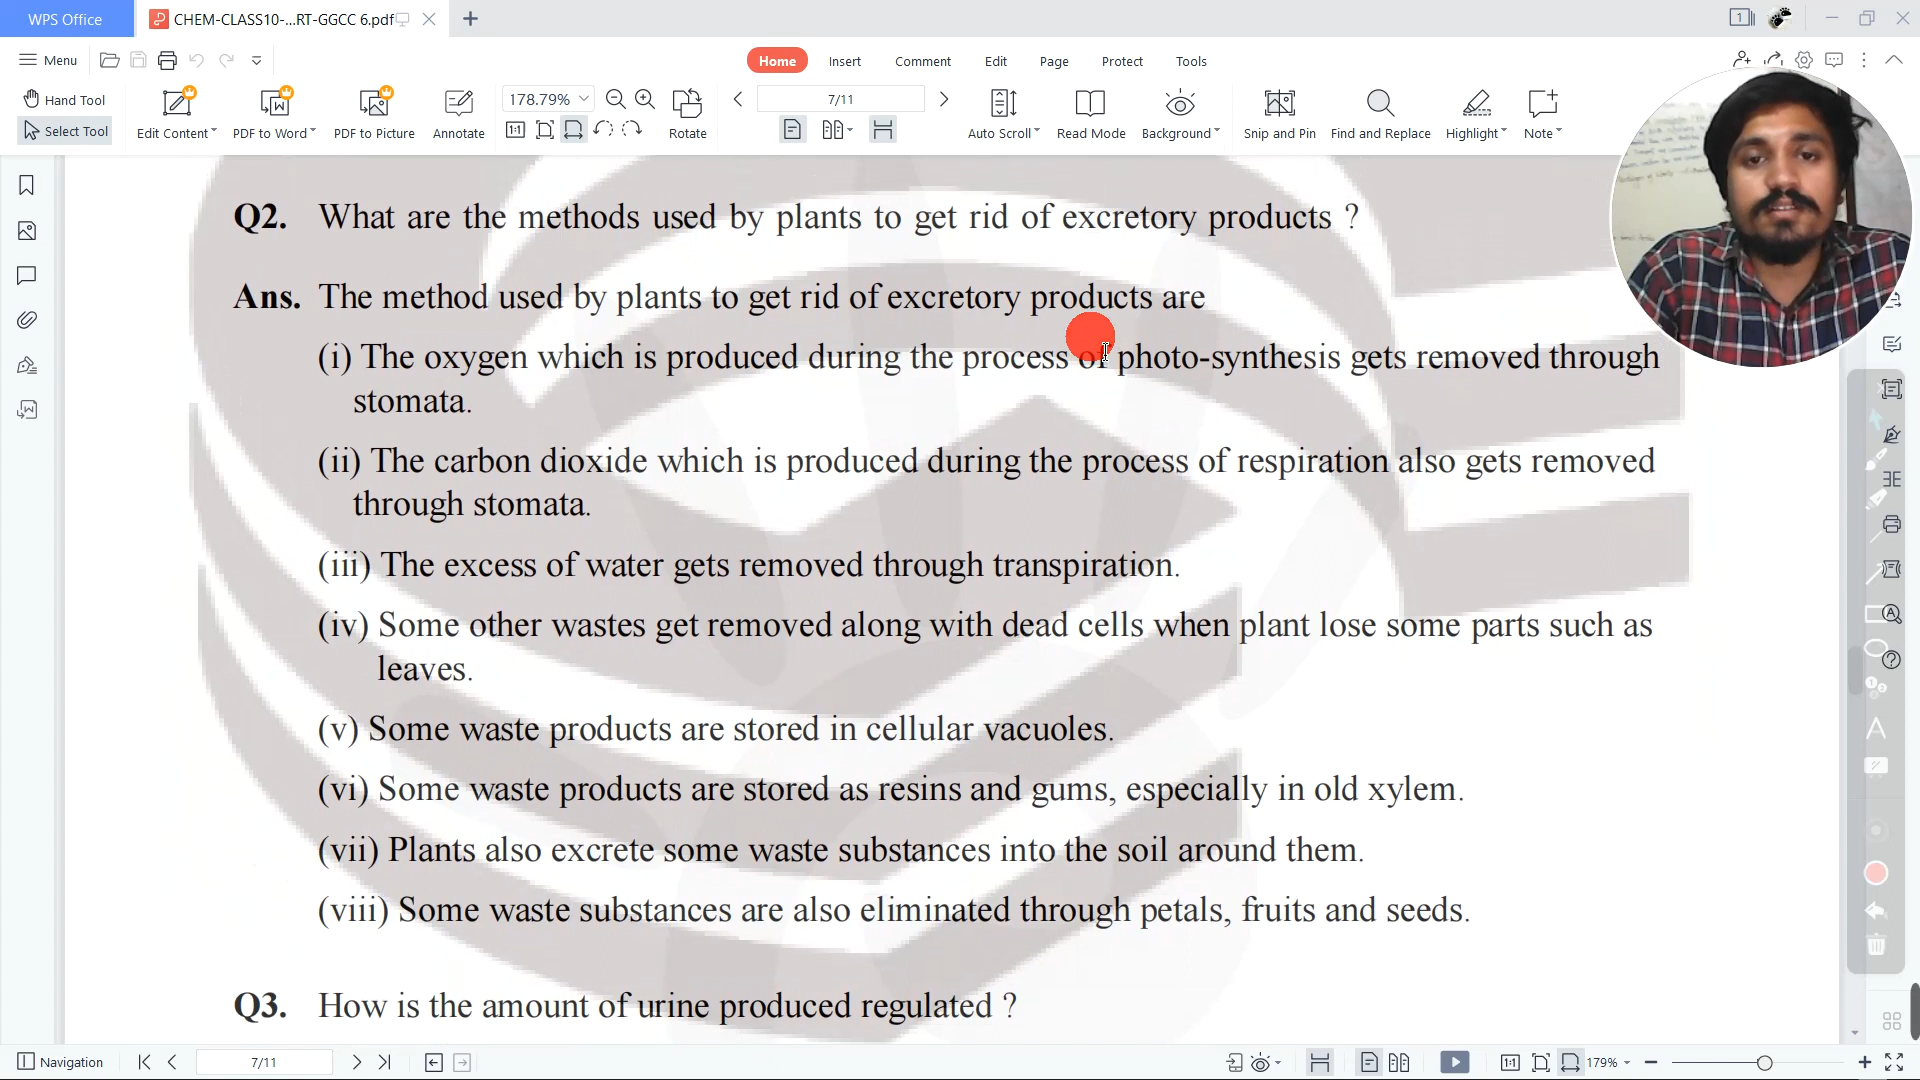 WPS Office
CHEM-CLASS10-...RT-GGCC 6.pdf
1
Menu
Home Insert Comment Edit Page Protect Tools
Hand Tool
Select Tool
Edit Content PDF to Word PDF to Picture Annotate
178.79%
1:1
Rotate
7/11
Auto Scroll Read Mode Background Snip and Pin Find and Replace Highlight Note
Q2. What are the methods used by plants to get rid of excretory products ?
Ans. The method used by plants to get rid of excretory products are
(i) The oxygen which is produced during the process of photo-synthesis gets removed through
stomata.
(ii) The carbon dioxide which is produced during the process of respiration also gets removed
through stomata.
(iii) The excess of water gets removed through transpiration.
(iv) Some other wastes get removed along with dead cells when plant lose some parts such as
leaves.
(v) Some waste products are stored in cellular vacuoles.
(vi) Some waste products are stored as resins and gums, especially in old xylem.
(vii) Plants also excrete some waste substances into the soil around them.
(viii) Some waste substances are also eliminated through petals, fruits and seeds.
Q3. How is the amount of urine produced regulated ?
Navigation
7/11
1:1
179%